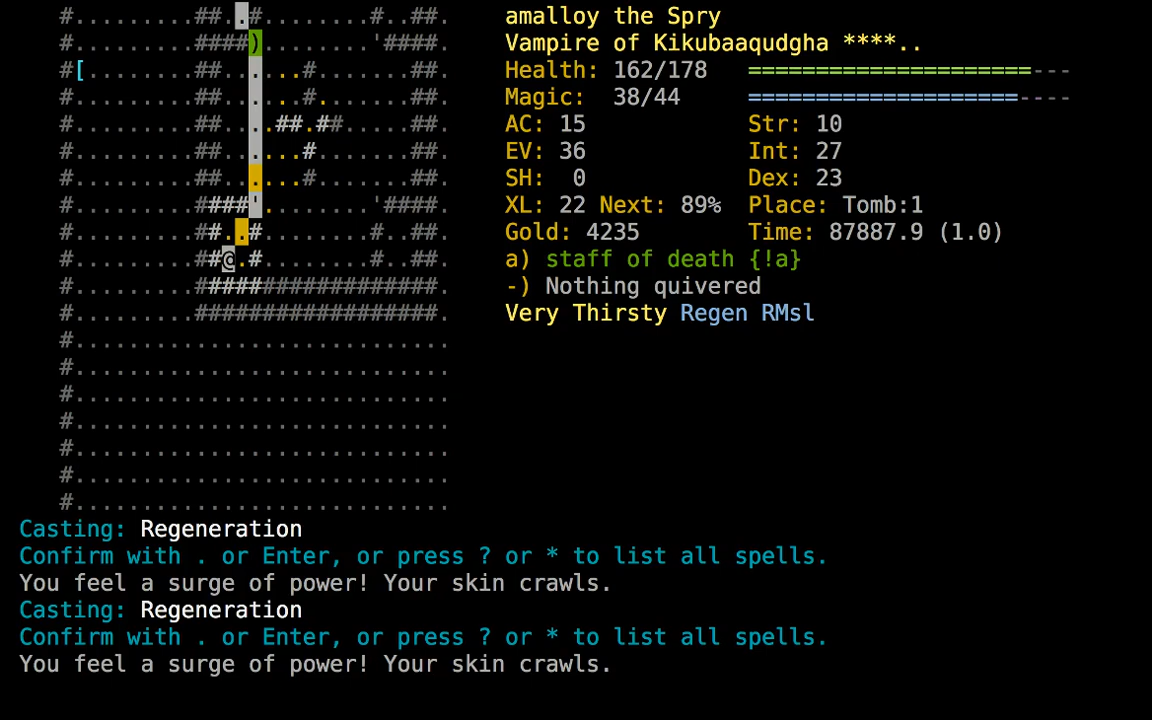 #.........##..#........#..##. amalloy the Spry
#.........####)........'####. Vampire of Kikubaaqudgha ****..
#[........##......#.......##. Health: 162/178 =====================---
#.........##......#.......##. Magic:  38/44   ====================----
#.........##.....##.##.....##. AC: 15            Str: 10
#.........##......#.......##. EV: 36            Int: 27
#.........##......#.......##. SH:  0            Dex: 23
#.........###'........'####. XL: 22 Next: 89%  Place: Tomb:1
#.........##..#........#..##. Gold: 4235        Time: 87887.9 (1.0)
#.........##@.#........#..##. a) staff of death {!a}
#.........##################. -) Nothing quivered
#.........##################. Very Thirsty Regen RMsl
#............................
#............................
#............................
#............................
#............................
#............................
#............................
Casting: Regeneration
Confirm with . or Enter, or press ? or * to list all spells.
You feel a surge of power! Your skin crawls.
Casting: Regeneration
Confirm with . or Enter, or press ? or * to list all spells.
You feel a surge of power! Your skin crawls.